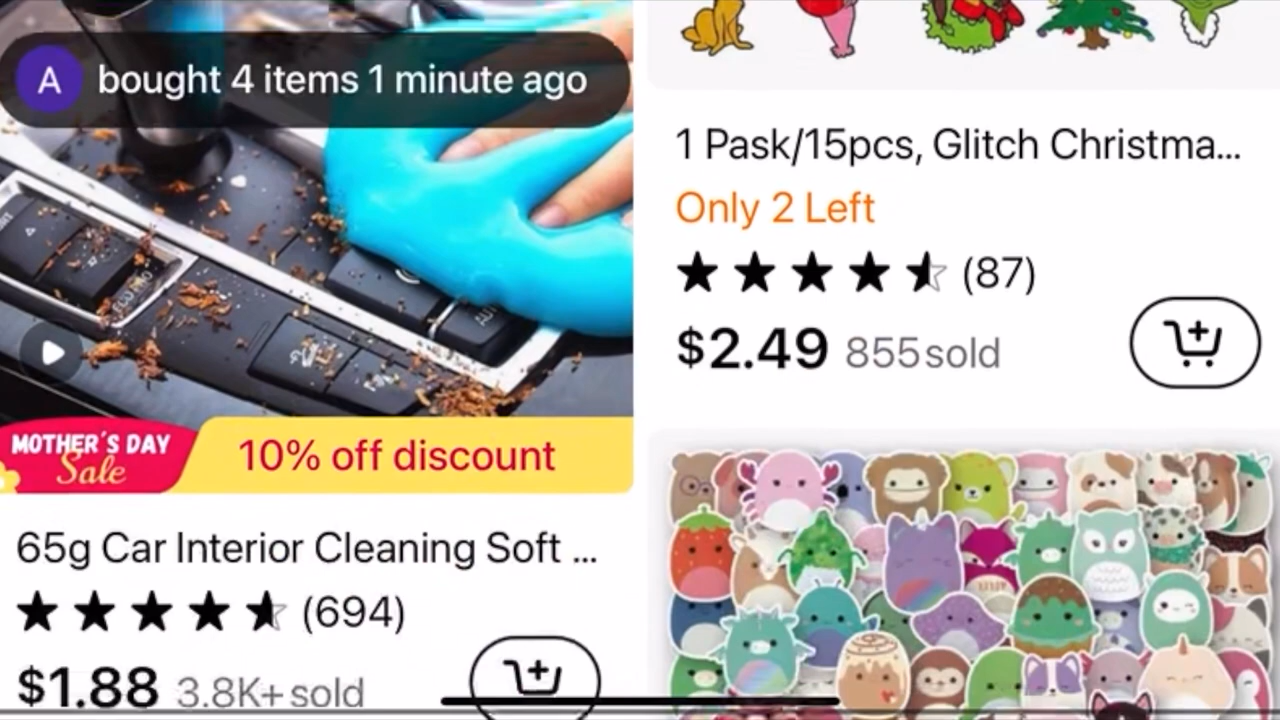 A bought 4 items 1 minute ago
MOTHER'S DAY
Sale
10% off discount
65g Car Interior Cleaning Soft ...
(694)
$1.88 3.8K+sold
1 Pask/15pcs, Glitch Christma...
Only 2 Left
(87)
$2.49 855sold